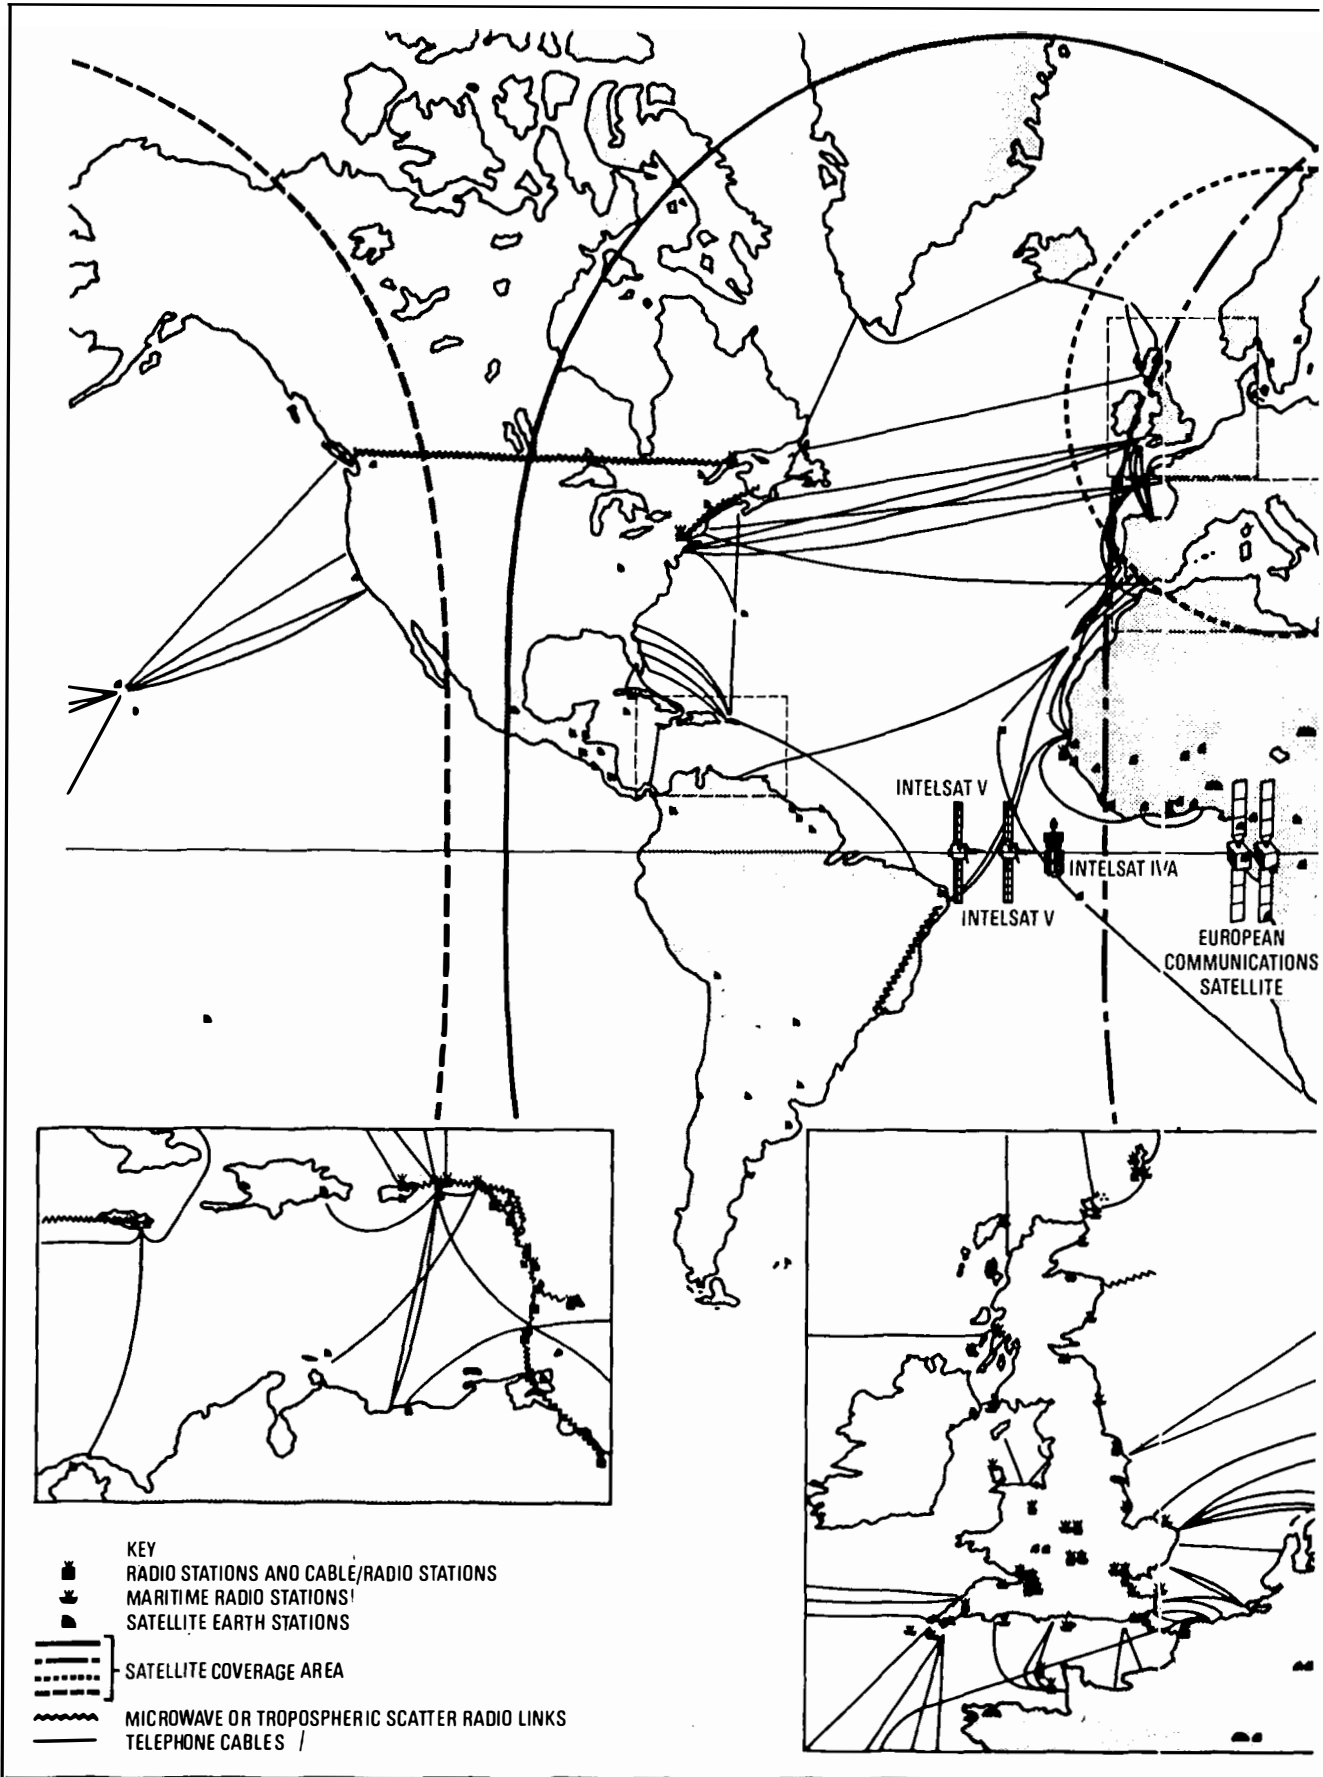 INTELSAT V
INTELSAT IVA
INTELSAT V
EUROPEAN
COMMUNICATIONS
SATELLITE
KEY
RADIO STATIONS AND CABLE/RADIO STATIONS
MARITIME RADIO STATIONS
SATELLITE EARTH STATIONS
SATELLITE COVERAGE AREA
MICROWAVE OR TROPOSPHERIC SCATTER RADIO LINKS
TELEPHONE CABLES